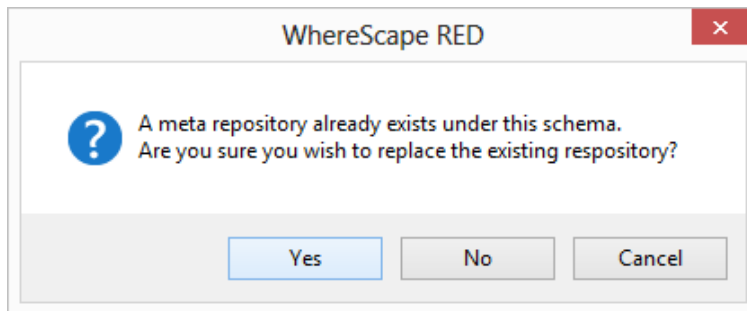 WhereScape RED
A meta repository already exists under this schema.
Are you sure you wish to replace the existing respository?
Yes
No
Cancel